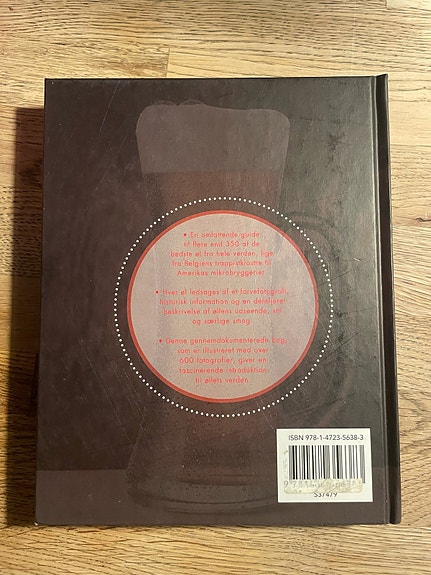 • En omfattende guide
til flere end 350 af de
bedste øl fra hele verden, lige
fra Belgiens trappistklostre til
Amerikas mikrobryggerier
• Hver øl ledsages af et farvefotografi,
historisk information og en detaljeret
beskrivelse af øllens udseende, stil
og særlige smag
• Denne gennemdokumenterede bog,
som er illustreret med over
600 fotografier, giver en
fascinerende introduktion
til øllets verden
ISBN 978-1-4723-5638-3
537479